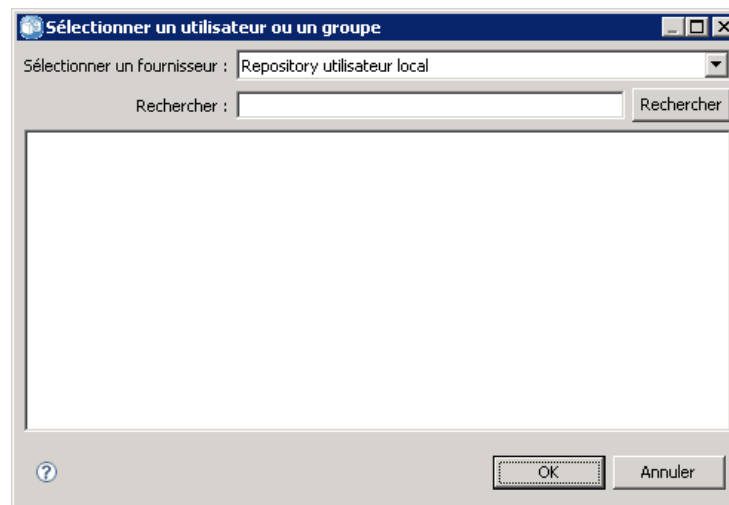 Sélectionner un utilisateur ou un groupe
Sélectionner un fournisseur : Repository utilisateur local
Rechercher : Rechercher
? OK Annuler